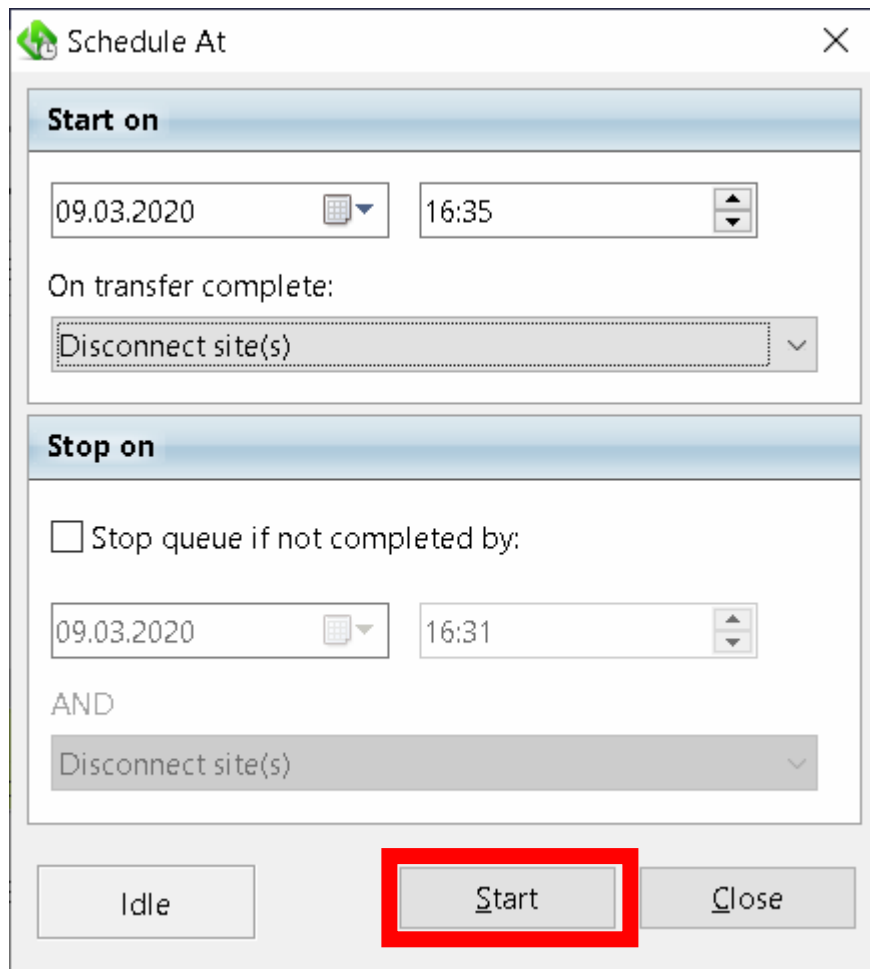 Schedule At
Start on
09.03.2020 16:35
On transfer complete:
Disconnect site(s)
Stop on
Stop queue if not completed by:
09.03.2020 16:31
AND
Disconnect site(s)
Idle Start Close